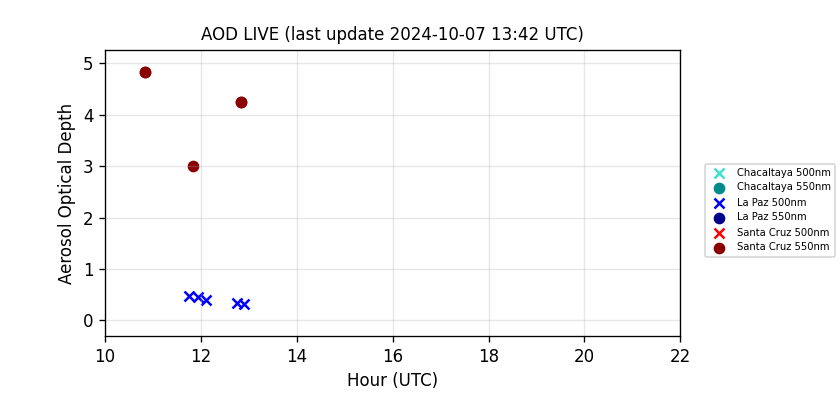 AOD LIVE (last update 2024-10-07 13:42 UTC)
5
4
3
2
1
0
Aerosol Optical Depth
10 12 14 16 18 20 22
Hour (UTC)
Chacaltaya 500nm
Chacaltaya 550nm
La Paz 500nm
La Paz 550nm
Santa Cruz 500nm
Santa Cruz 550nm